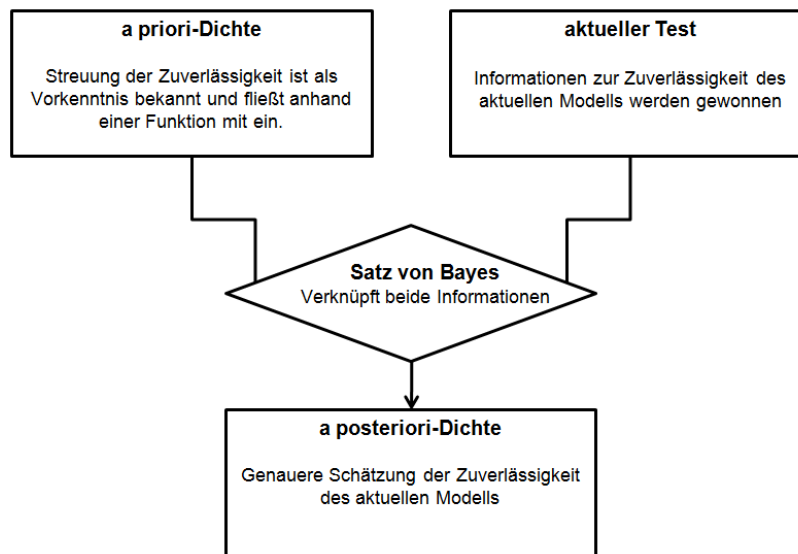 a priori-Dichte
Streuung der Zuverlässigkeit ist als
Vorkenntnis bekannt und fließt anhand
einer Funktion mit ein.
aktueller Test
Informationen zur Zuverlässigkeit des
aktuellen Modells werden gewonnen
Satz von Bayes
Verknüpft beide Informationen
a posteriori-Dichte
Genauere Schätzung der Zuverlässigkeit
des aktuellen Modells